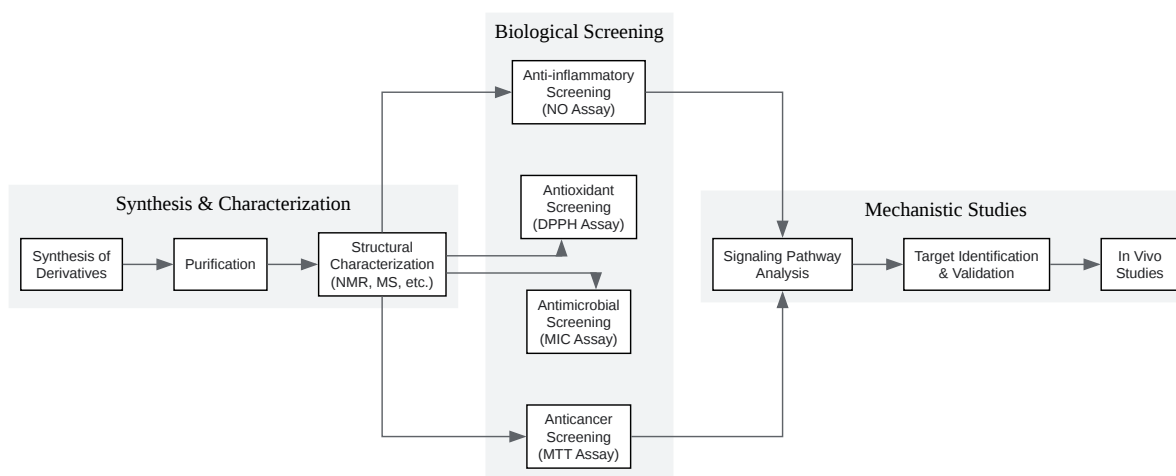 Biological Screening
Anti-inflammatory
Screening
(NO Assay)
Antioxidant
Screening
(DPPH Assay)
Antimicrobial
Screening
(MIC Assay)
Anticancer
Screening
(MTT Assay)
Synthesis & Characterization
Synthesis of
Derivatives
Purification
Structural
Characterization
(NMR, MS, etc.)
Mechanistic Studies
Signaling Pathway
Analysis
Target Identification
& Validation
In Vivo
Studies